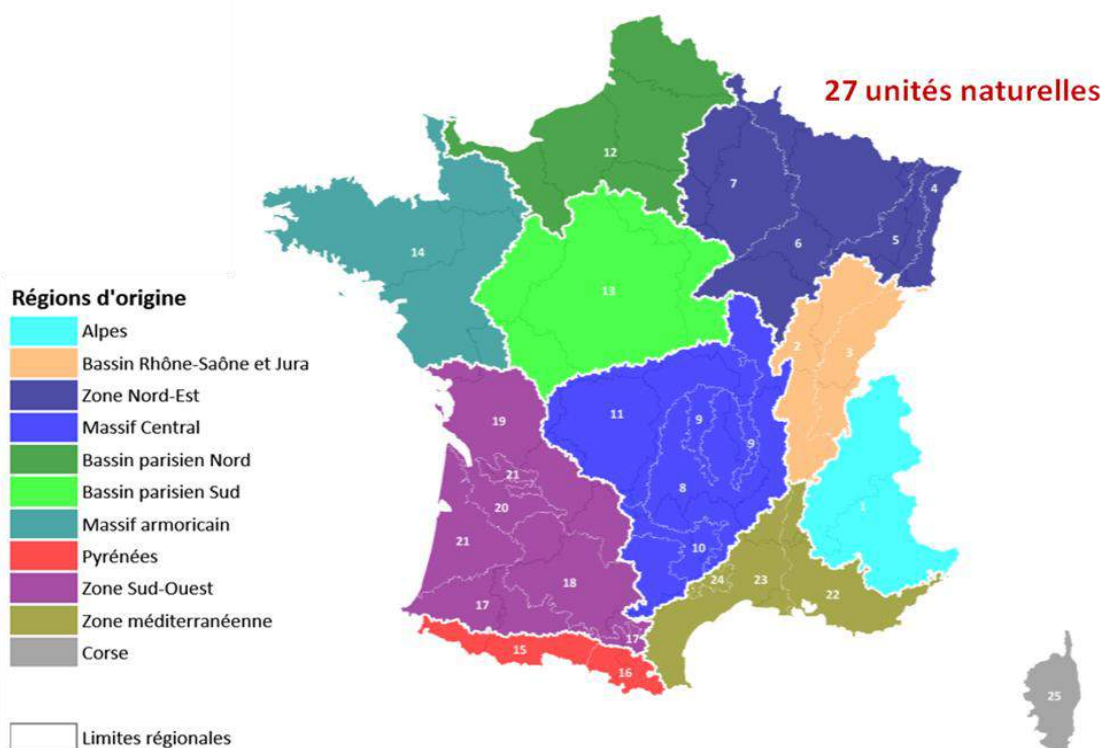 27 unités naturelles
12
7
4
6
5
14
13
2
3
19
11
9
9
21
8
20
1
21
10
18
24
23
22
17
17
15
16
25
Régions d'origine
Alpes
Bassin Rhône-Saône et Jura
Zone Nord-Est
Massif Central
Bassin parisien Nord
Bassin parisien Sud
Massif armoricain
Pyrénées
Zone Sud-Ouest
Zone méditerranéenne
Corse
Limites régionales